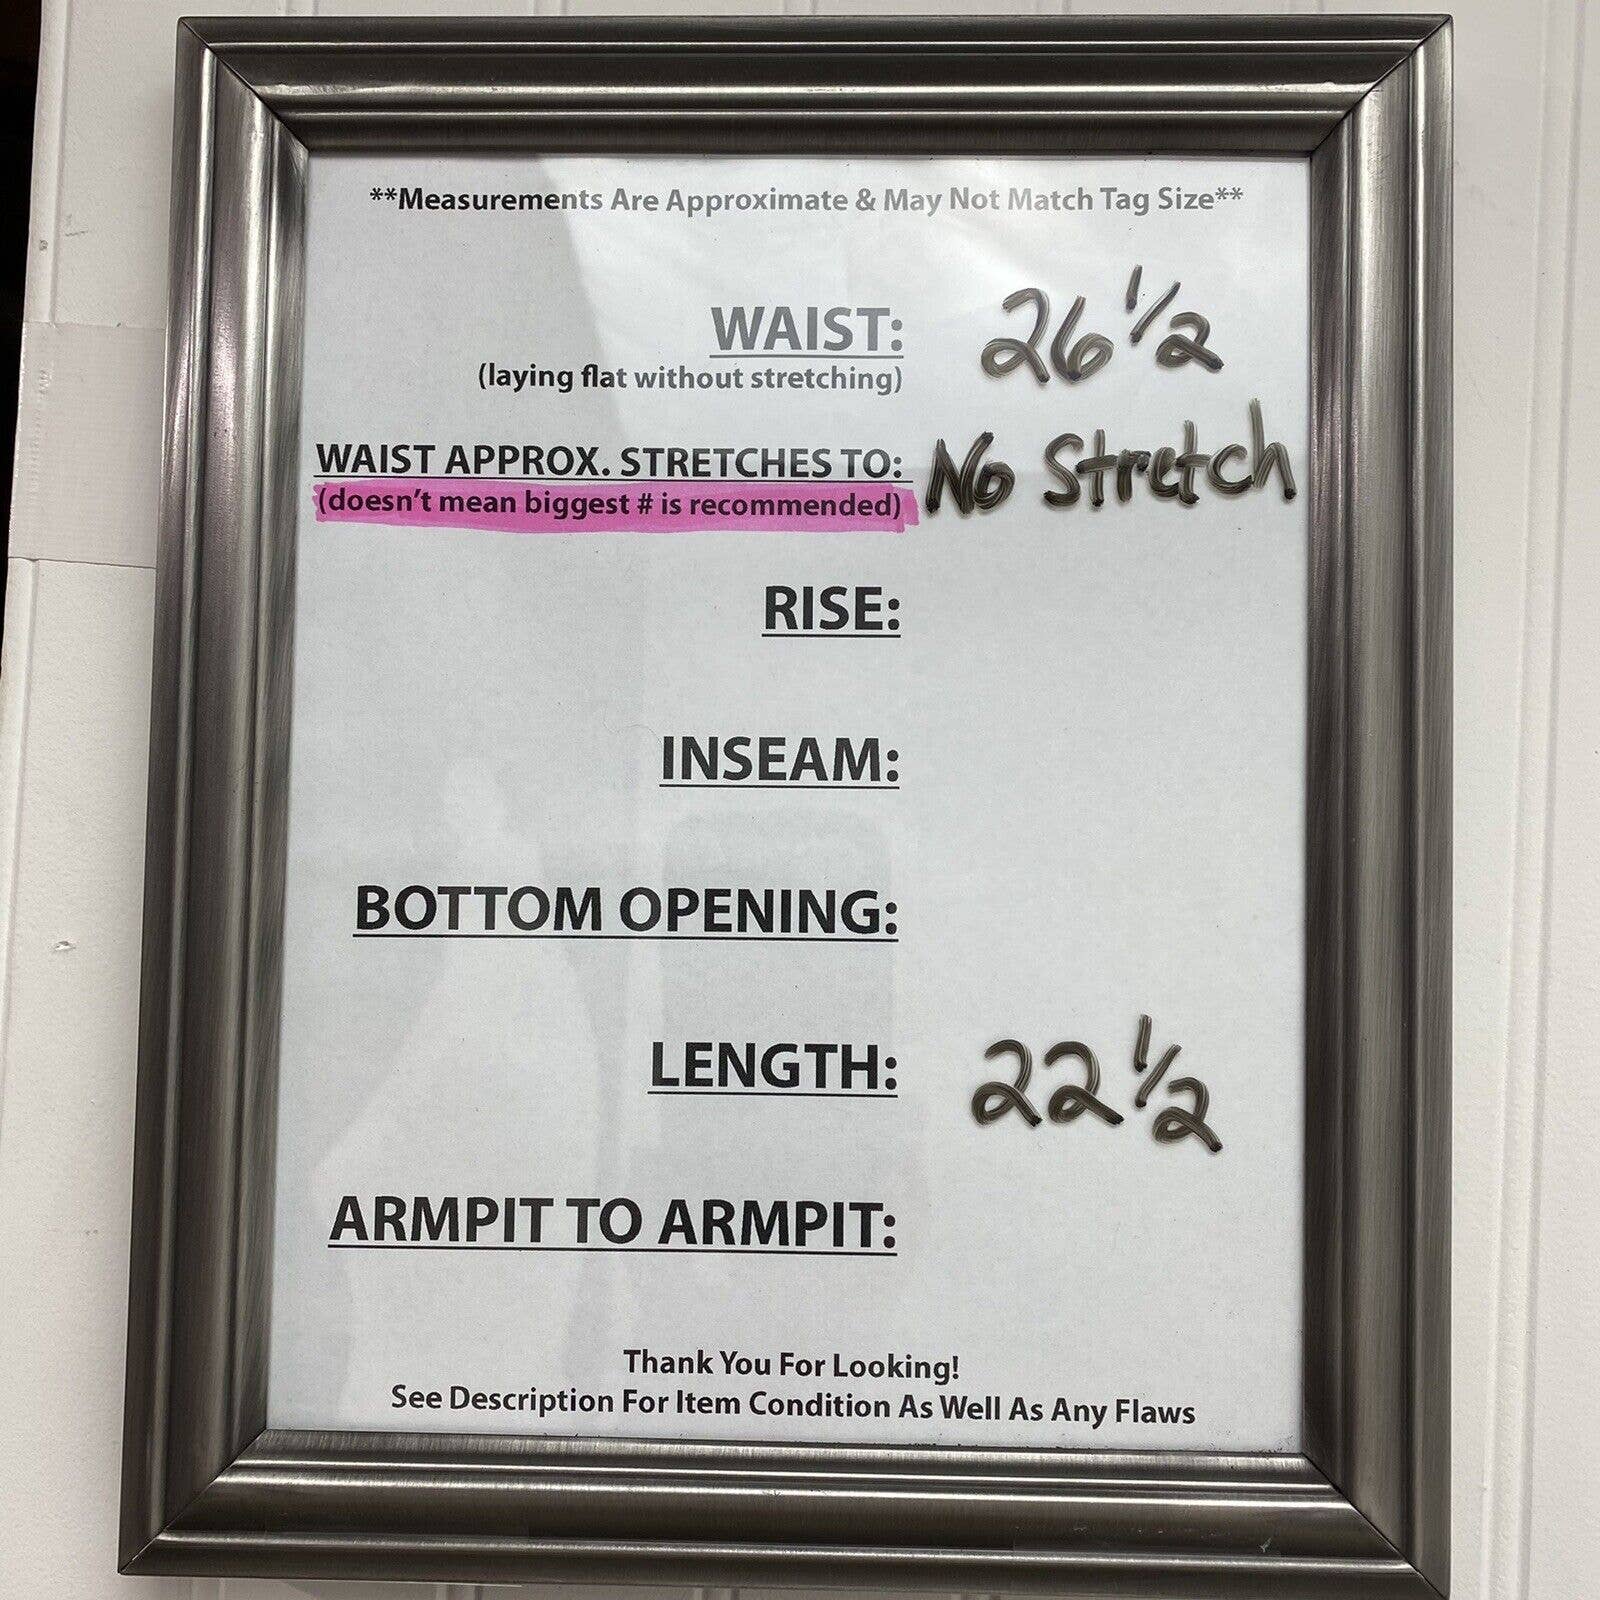 **Measurements Are Approximate & May Not Match Tag Size**
WAIST: 26 1/2
(laying flat without stretching)
WAIST APPROX. STRETCHES TO: No Stretch
(doesn't mean biggest # is recommended)
RISE:
INSEAM:
BOTTOM OPENING:
LENGTH: 22 1/2
ARMPIT TO ARMPIT:
Thank You For Looking!
See Description For Item Condition As Well As Any Flaws